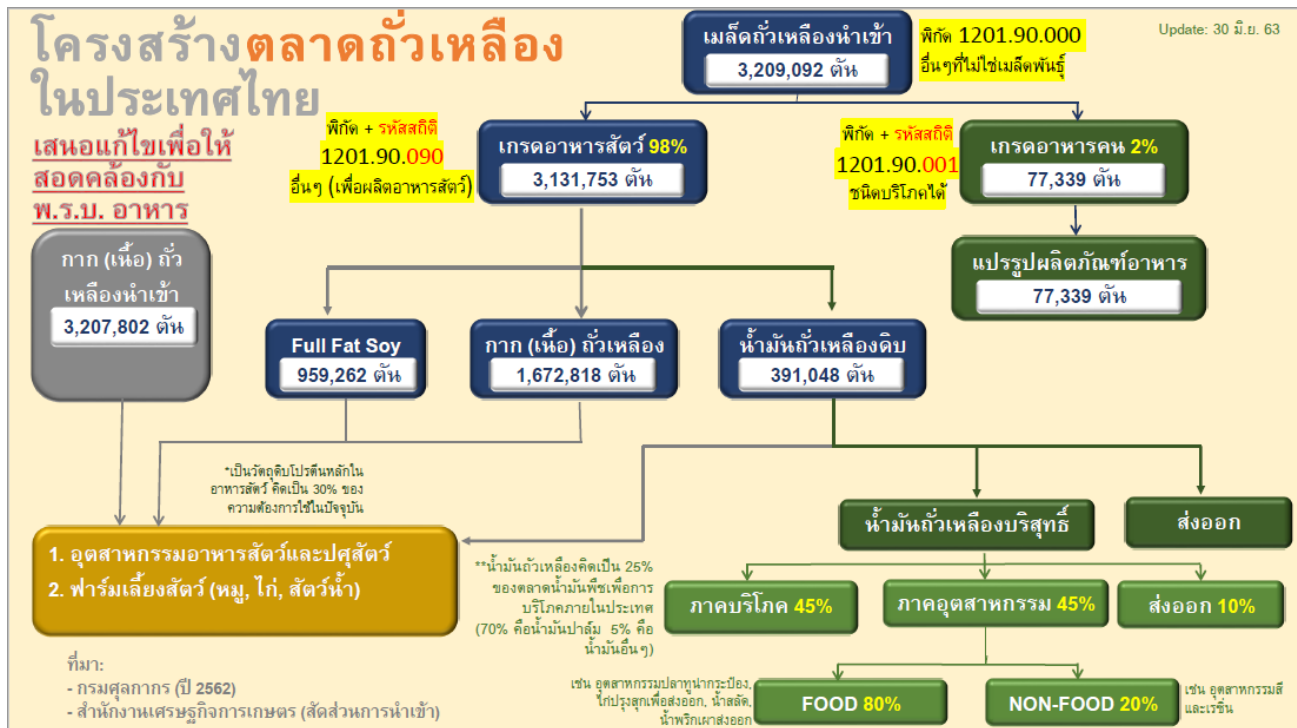 โครงสร้างตลาดถั่วเหลือง
ในประเทศไทย
Update: 30 มิ.ย. 63
เสนอแก้ไขเพื่อให้
สอดคล้องกับ
พ.ร.บ. อาหาร
เมล็ดถั่วเหลืองนำเข้า
3,209,092 ตัน
พิกัด 1201.90.000
อื่นๆที่ไม่ใช่เมล็ดพันธุ์
พิกัด + รหัสสถิติ
1201.90.090
อื่นๆ (เพื่อผลิตอาหารสัตว์)
เกรดอาหารสัตว์ 98%
3,131,753 ตัน
พิกัด + รหัสสถิติ
1201.90.001
ชนิดบริโภคได้
เกรดอาหารคน 2%
77,339 ตัน
แปรรูปผลิตภัณฑ์อาหาร
77,339 ตัน
กาก (เนื้อ) ถั่ว
เหลืองนำเข้า
3,207,802 ตัน
Full Fat Soy
959,262 ตัน
กาก (เนื้อ) ถั่วเหลือง
1,672,818 ตัน
น้ำมันถั่วเหลืองดิบ
391,048 ตัน
*เป็นวัตถุดิบโปรตีนหลักใน
อาหารสัตว์ คิดเป็น 30% ของ
ความต้องการใช้ในปัจจุบัน
1. อุตสาหกรรมอาหารสัตว์และปศุสัตว์
2. ฟาร์มเลี้ยงสัตว์ (หมู, ไก่, สัตว์น้ำ)
น้ำมันถั่วเหลืองบริสุทธิ์
ส่งออก
**น้ำมันถั่วเหลืองคิดเป็น 25%
ของตลาดน้ำมันพืชเพื่อการ
บริโภคภายในประเทศ
(70% คือน้ำมันปาล์ม 5% คือ
น้ำมันอื่นๆ)
ภาคบริโภค 45%
ภาคอุตสาหกรรม 45%
ส่งออก 10%
เช่น อุตสาหกรรมปลาทูน่ากระป๋อง,
ไก่ปรุงสุกเพื่อส่งออก, น้ำสลัด,
น้ำพริกเผาส่งออก
FOOD 80%
NON-FOOD 20%
เช่น อุตสาหกรรมสี
และเรซิ่น
ที่มา:
- กรมศุลกากร (ปี 2562)
- สำนักงานเศรษฐกิจการเกษตร (สัดส่วนการนำเข้า)